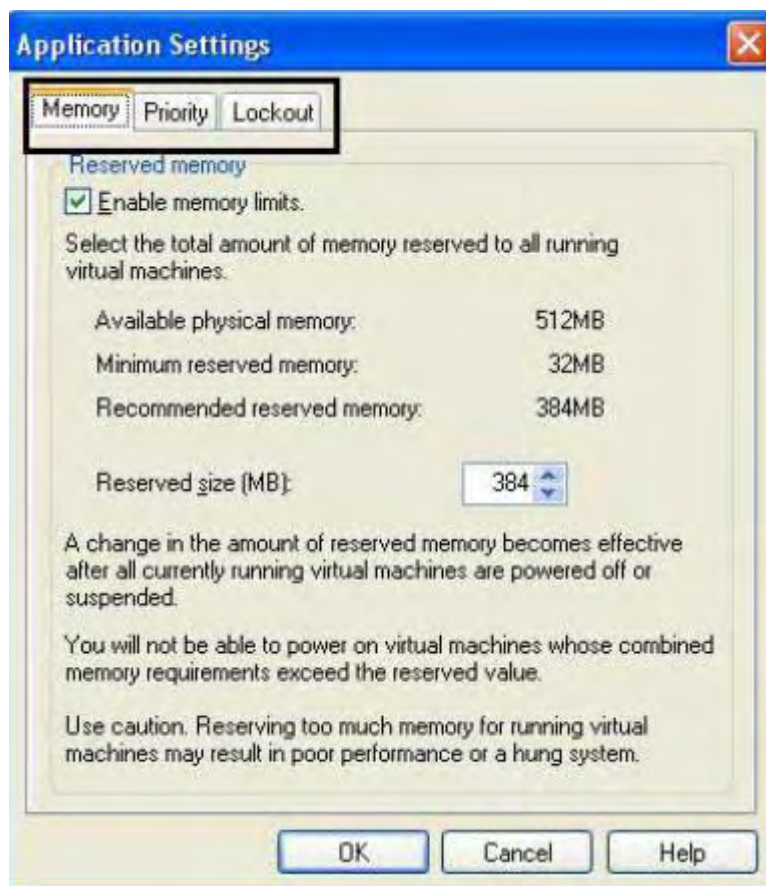 Application Settings
Memory Priority Lockout
Reserved memory
Enable memory limits.
Select the total amount of memory reserved to all running
virtual machines.
Available physical memory: 512MB
Minimum reserved memory: 32MB
Recommended reserved memory: 384MB
Reserved size (MB): 384
A change in the amount of reserved memory becomes effective
after all currently running virtual machines are powered off or
suspended.
You will not be able to power on virtual machines whose combined
memory requirements exceed the reserved value.
Use caution. Reserving too much memory for running virtual
machines may result in poor performance or a hung system.
OK Cancel Help